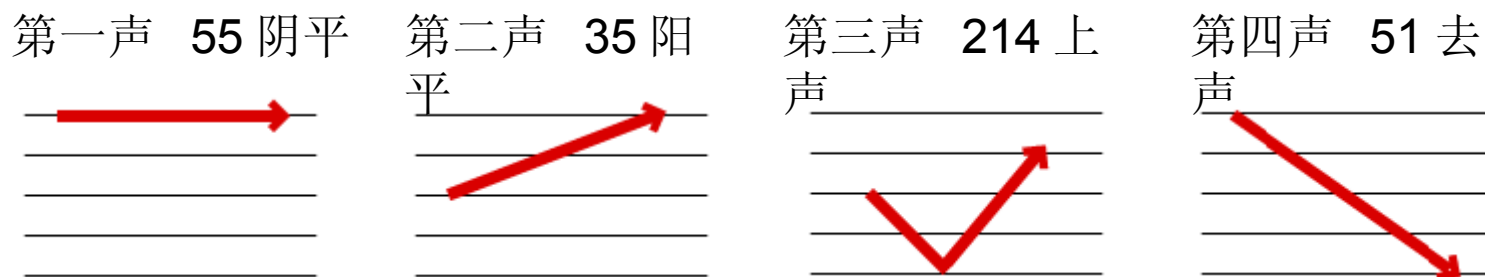 第一声 55 阴平
第二声 35 阳
平
第三声 214 上
声
第四声 51 去
声